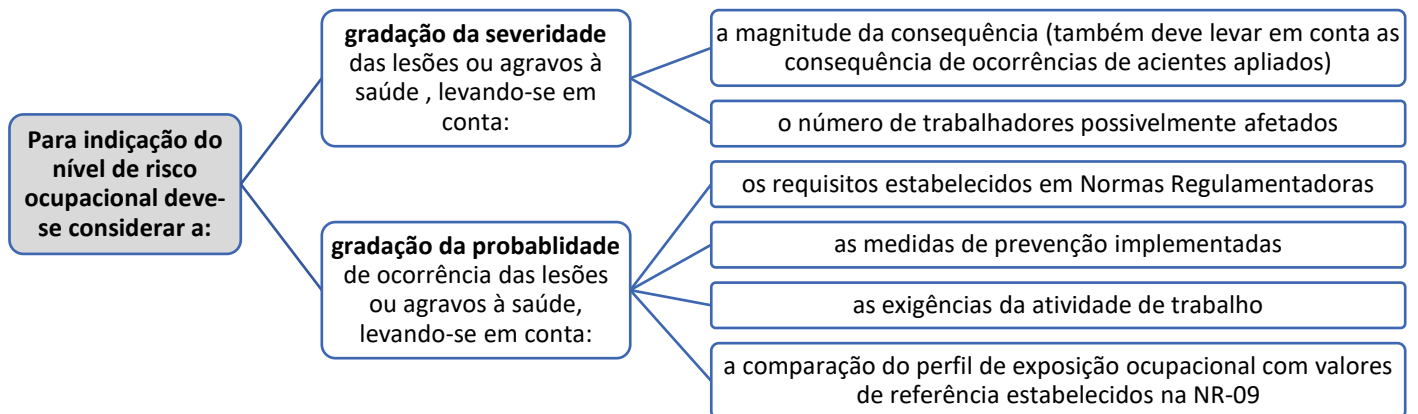 Para indicação do
nível de risco
ocupacional deve-
se considerar a:
gradação da severidade
das lesões ou agravos à
saúde , levando-se em
conta:
a magnitude da consequência (também deve levar em conta as
consequência de ocorrências de acientes apliados)
o número de trabalhadores possivelmente afetados
gradação da probablidade
de ocorrência das lesões
ou agravos à saúde,
levando-se em conta:
os requisitos estabelecidos em Normas Regulamentadoras
as medidas de prevenção implementadas
as exigências da atividade de trabalho
a comparação do perfil de exposição ocupacional com valores
de referência estabelecidos na NR-09